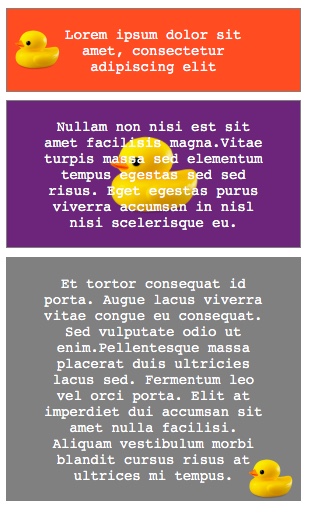 Lorem ipsum dolor sit
amet, consectetur
adipiscing elit
Nullam non nisi est sit
amet facilisis magna.Vitae
turpis massa sed elementum
tempus egestas sed sed
risus. Eget egestas purus
viverra accumsan in nisl
nisi scelerisque eu.
Et tortor consequat id
porta. Augue lacus viverra
vitae congue eu consequat.
Sed vulputate odio ut
enim.Pellentesque massa
placerat duis ultricies
lacus sed. Fermentum leo
vel orci porta. Elit at
imperdiet dui accumsan sit
amet nulla facilisi.
Aliquam vestibulum morbi
blandit cursus risus at
ultrices mi tempus.